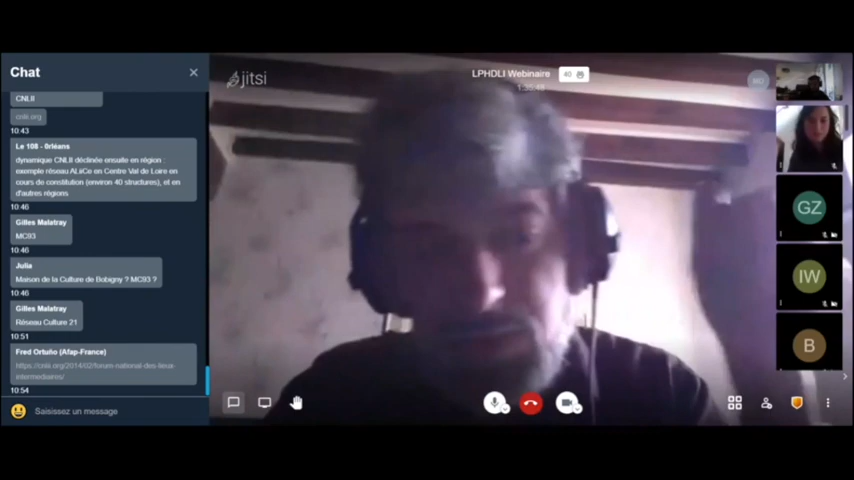 Chat
CNLII
cnlii.org
10:43
Le 108 - 0rléans
dynamique CNLII déclinée ensuite en région :
exemple réseau ALiiCe en Centre Val de Loire en
cours de constitution (environ 40 structures), et en
d'autres régions
10:46
Gilles Malatray
MC93
10:46
Julia
Maison de la Culture de Bobigny ? MC93 ?
10:46
Gilles Malatray
Réseau Culture 21
10:51
Fred Ortuño (Afap-France)
https://cnlii.org/2014/02/forum-national-des-lieux-
intermediaires/
10:54
Saisissez un message
jitsi
LPHDLI Webinaire
40
GZ
IW
B